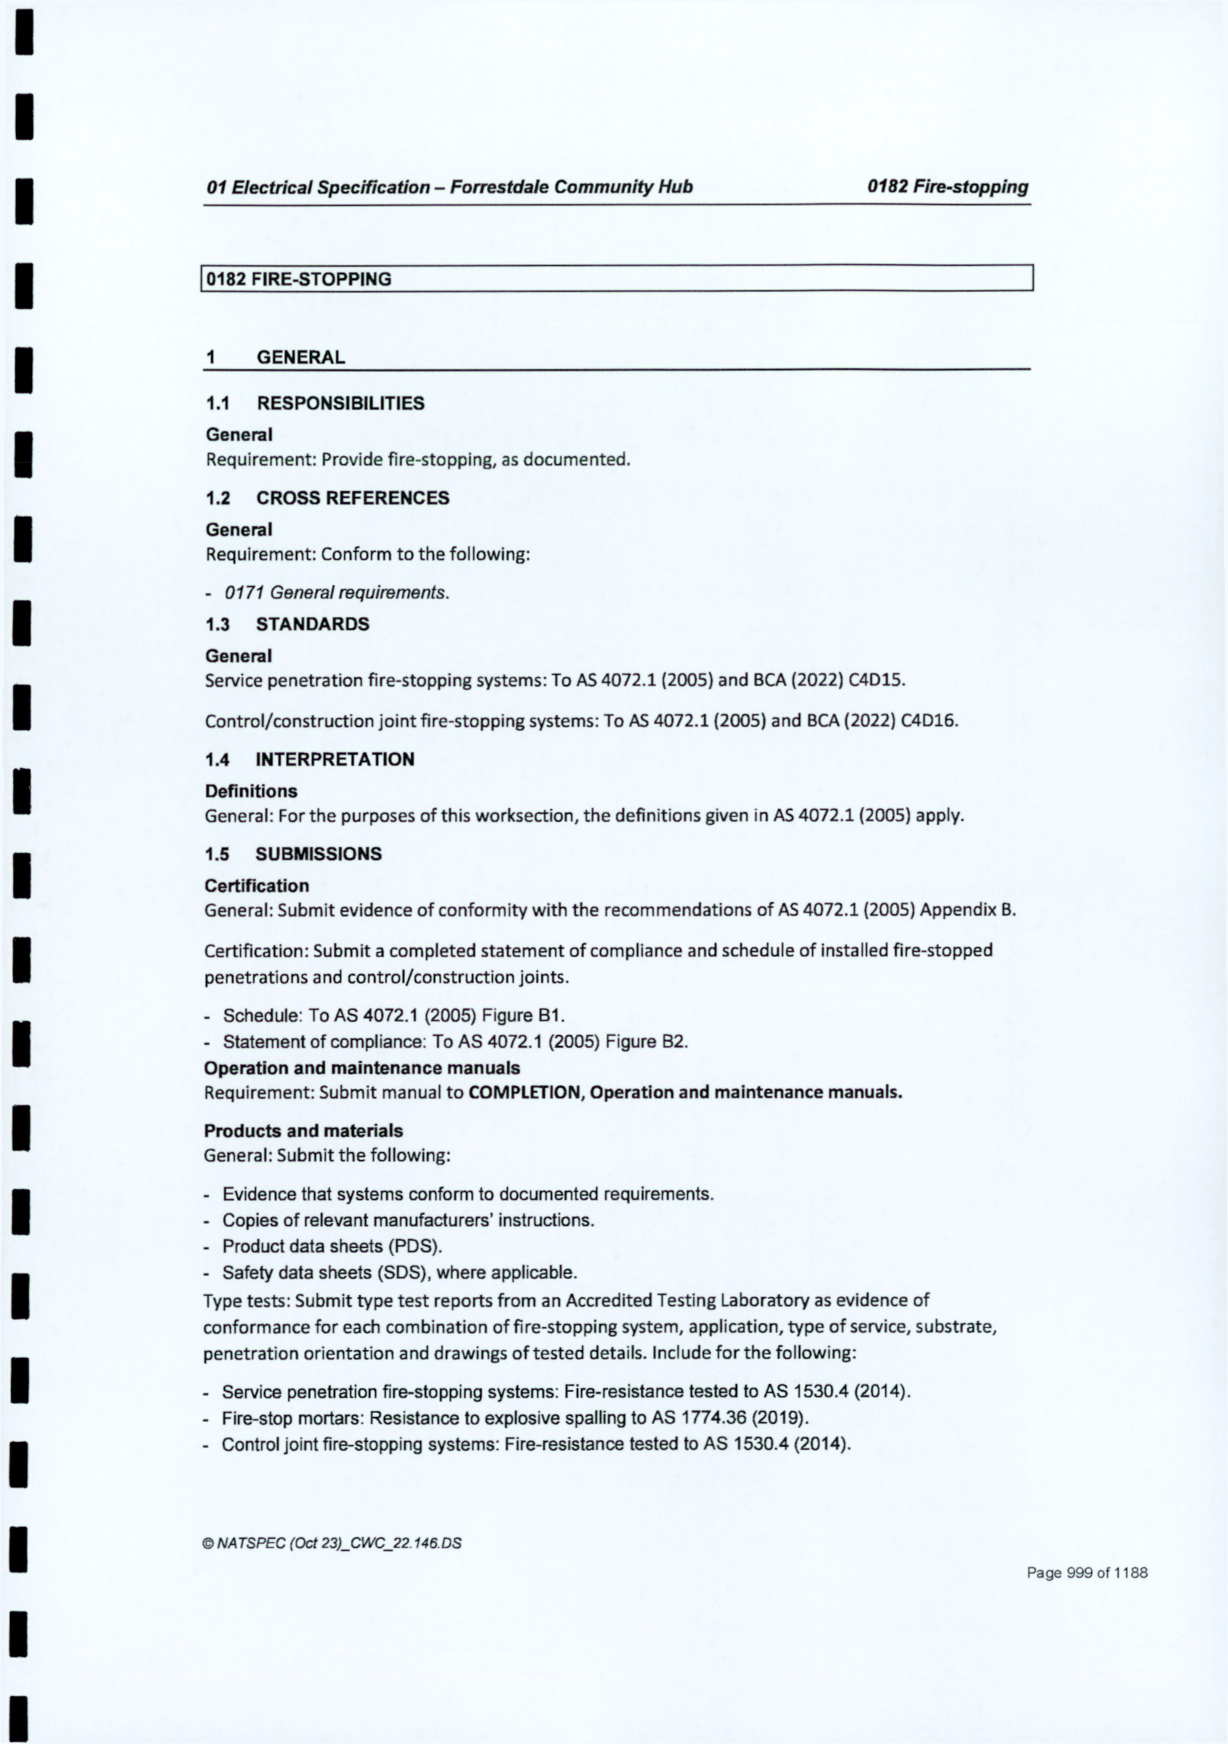 01 Electrical Specification – Forrestdale Community Hub 0182 Fire-stopping
0182 FIRE-STOPPING
1 GENERAL
1.1 RESPONSIBILITIES
General
Requirement: Provide fire-stopping, as documented.
1.2 CROSS REFERENCES
General
Requirement: Conform to the following:
- 0171 General requirements.
1.3 STANDARDS
General
Service penetration fire-stopping systems: To AS 4072.1 (2005) and BCA (2022) C4D15.
Control/construction joint fire-stopping systems: To AS 4072.1 (2005) and BCA (2022) C4D16.
1.4 INTERPRETATION
Definitions
General: For the purposes of this worksection, the definitions given in AS 4072.1 (2005) apply.
1.5 SUBMISSIONS
Certification
General: Submit evidence of conformity with the recommendations of AS 4072.1 (2005) Appendix B.
Certification: Submit a completed statement of compliance and schedule of installed fire-stopped
penetrations and control/construction joints.
- Schedule: To AS 4072.1 (2005) Figure B1.
- Statement of compliance: To AS 4072.1 (2005) Figure B2.
Operation and maintenance manuals
Requirement: Submit manual to COMPLETION, Operation and maintenance manuals.
Products and materials
General: Submit the following:
- Evidence that systems conform to documented requirements.
- Copies of relevant manufacturers' instructions.
- Product data sheets (PDS).
- Safety data sheets (SDS), where applicable.
Type tests: Submit type test reports from an Accredited Testing Laboratory as evidence of
conformance for each combination of fire-stopping system, application, type of service, substrate,
penetration orientation and drawings of tested details. Include for the following:
- Service penetration fire-stopping systems: Fire-resistance tested to AS 1530.4 (2014).
- Fire-stop mortars: Resistance to explosive spalling to AS 1774.36 (2019).
- Control joint fire-stopping systems: Fire-resistance tested to AS 1530.4 (2014).
© NATSPEC (Oct 23)_CWC_22.146.DS
Page 999 of 1188